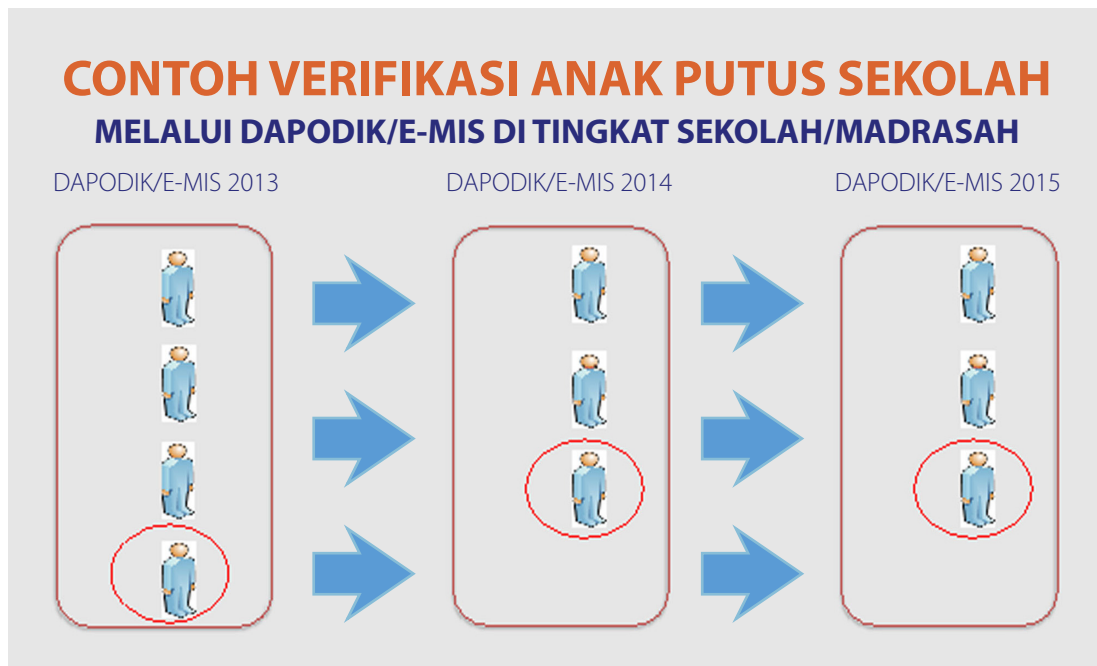 CONTOH VERIFIKASI ANAK PUTUS SEKOLAH
MELALUI DAPODIK/E-MIS DI TINGKAT SEKOLAH/MADRASAH
DAPODIK/E-MIS 2013
DAPODIK/E-MIS 2014
DAPODIK/E-MIS 2015